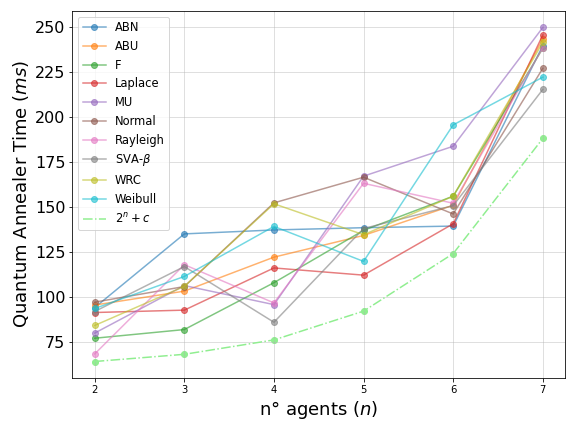 250
225
200
175
150
125
100
75
Quantum Annealer Time (ms)
ABN
ABU
F
Laplace
MU
Normal
Rayleigh
SVA-β
WRC
Weibull
2ⁿ + c
2 3 4 5 6 7
n° agents (n)